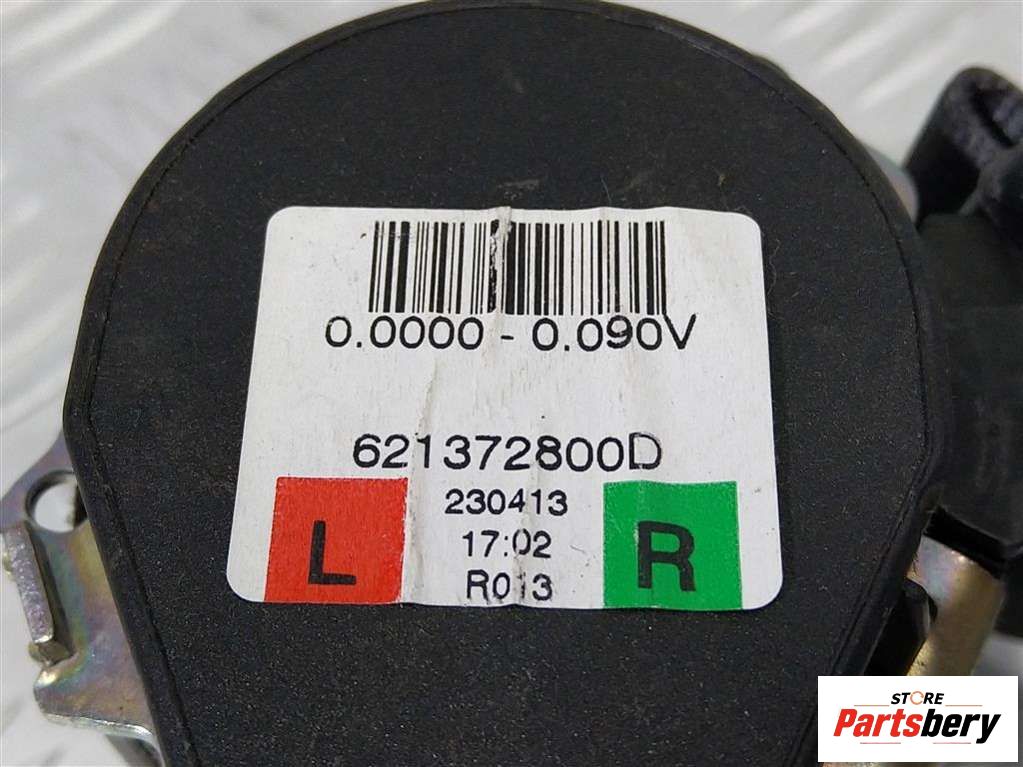 0.0000 - 0.090V
621372800D
230413
17:02
R013
L
R
STORE
Partsbery